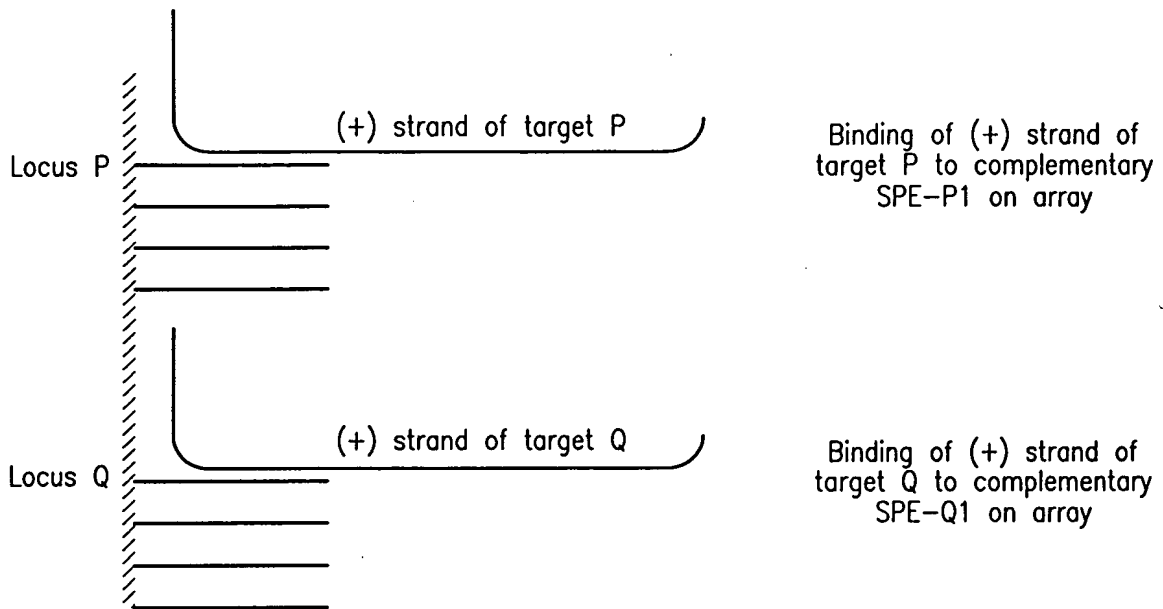 (+) strand of target P
Locus P
Binding of (+) strand of
target P to complementary
SPE-P1 on array
(+) strand of target Q
Locus Q
Binding of (+) strand of
target Q to complementary
SPE-Q1 on array